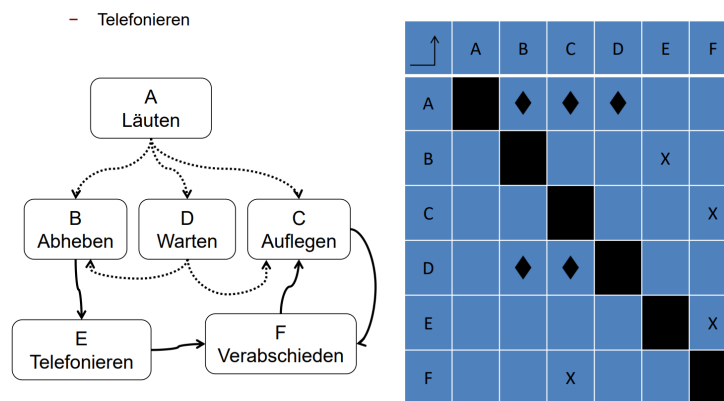 – Telefonieren
A
Läuten
B
Abheben
D
Warten
C
Auflegen
E
Telefonieren
F
Verabschieden
A B C D E F
A ♦ ♦ ♦
B X
C X
D ♦ ♦
E X
F X